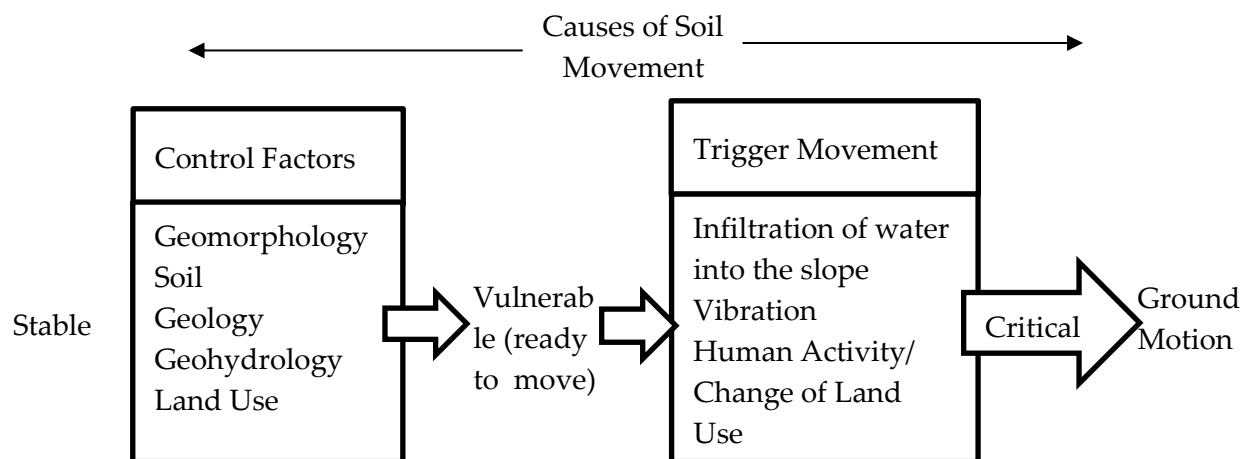 Causes of Soil
Movement
Control Factors
Geomorphology
Soil
Geology
Geohydrology
Land Use
Stable
Vulnerab
le (ready
to move)
Trigger Movement
Infiltration of water
into the slope
Vibration
Human Activity/
Change of Land
Use
Critical
Ground
Motion